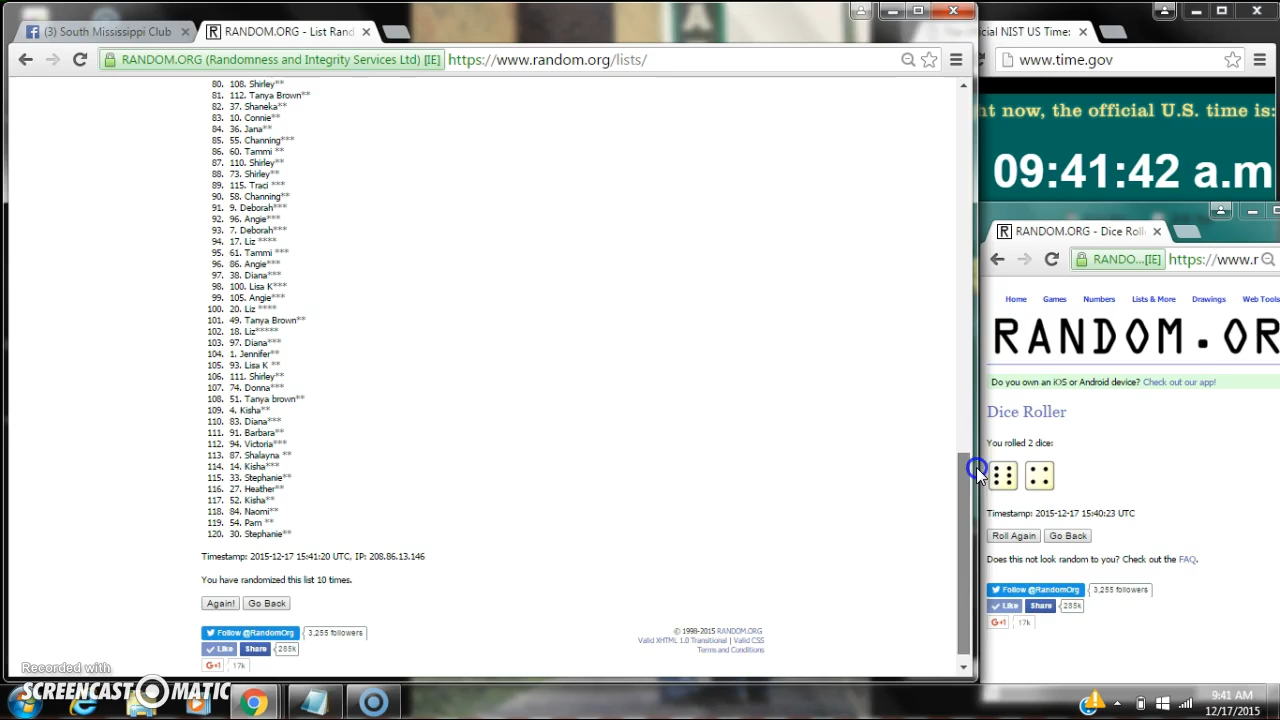 (3) South Mississippi Club
RANDOM.ORG - List Rand
icial NIST US Time:
RANDOM.ORG (Randomness and Integrity Services Ltd) [IE]
https://www.random.org/lists/
www.time.gov
80. 108. Shirley**
81. 112. Tanya Brown**
82. 37. Shaneka**
83. 10. Connie**
84. 36. Jana**
85. 55. Channing***
86. 60. Tammi **
87. 110. Shirley**
88. 73. Shirley**
89. 115. Traci ***
90. 58. Channing**
91. 9. Deborah***
92. 96. Angie***
93. 7. Deborah***
94. 17. Liz ****
95. 61. Tammi ***
96. 86. Angie***
97. 38. Diana***
98. 100. Lisa K***
99. 105. Angie***
100. 20. Liz ****
101. 49. Tanya Brown**
102. 18. Liz*****
103. 97. Diana***
104. 1. Jennifer**
105. 93. Lisa K **
106. 111. Shirley**
107. 74. Donna***
108. 51. Tanya brown**
109. 4. Kisha**
110. 83. Diana***
111. 91. Barbara**
112. 94. Victoria***
113. 87. Shalayna **
114. 14. Kisha***
115. 33. Stephanie**
116. 27. Heather**
117. 52. Kisha**
118. 84. Naomi**
119. 54. Pam **
120. 30. Stephanie**
Timestamp: 2015-12-17 15:41:20 UTC, IP: 208.86.13.146
You have randomized this list 10 times.
Again! Go Back
Follow @RandomOrg 3,255 followers
Like Share 285k
G+1 17k
© 1998-2015 RANDOM.ORG
Valid XHTML 1.0 Transitional | Valid CSS
Terms and Conditions
ht now, the official U.S. time is:
09:41:42 a.m
RANDOM.ORG - Dice Roll
RANDO...[IE]
https://www.r
Home Games Numbers Lists & More Drawings Web Tools
RANDOM.OR
Do you own an iOS or Android device? Check out our app!
Dice Roller
You rolled 2 dice:
Timestamp: 2015-12-17 15:40:23 UTC
Roll Again Go Back
Does this not look random to you? Check out the FAQ.
Follow @RandomOrg 3,255 followers
Like Share 285k
G+1 17k
Recorded with
SCREENCAST MATIC
9:41 AM
12/17/2015